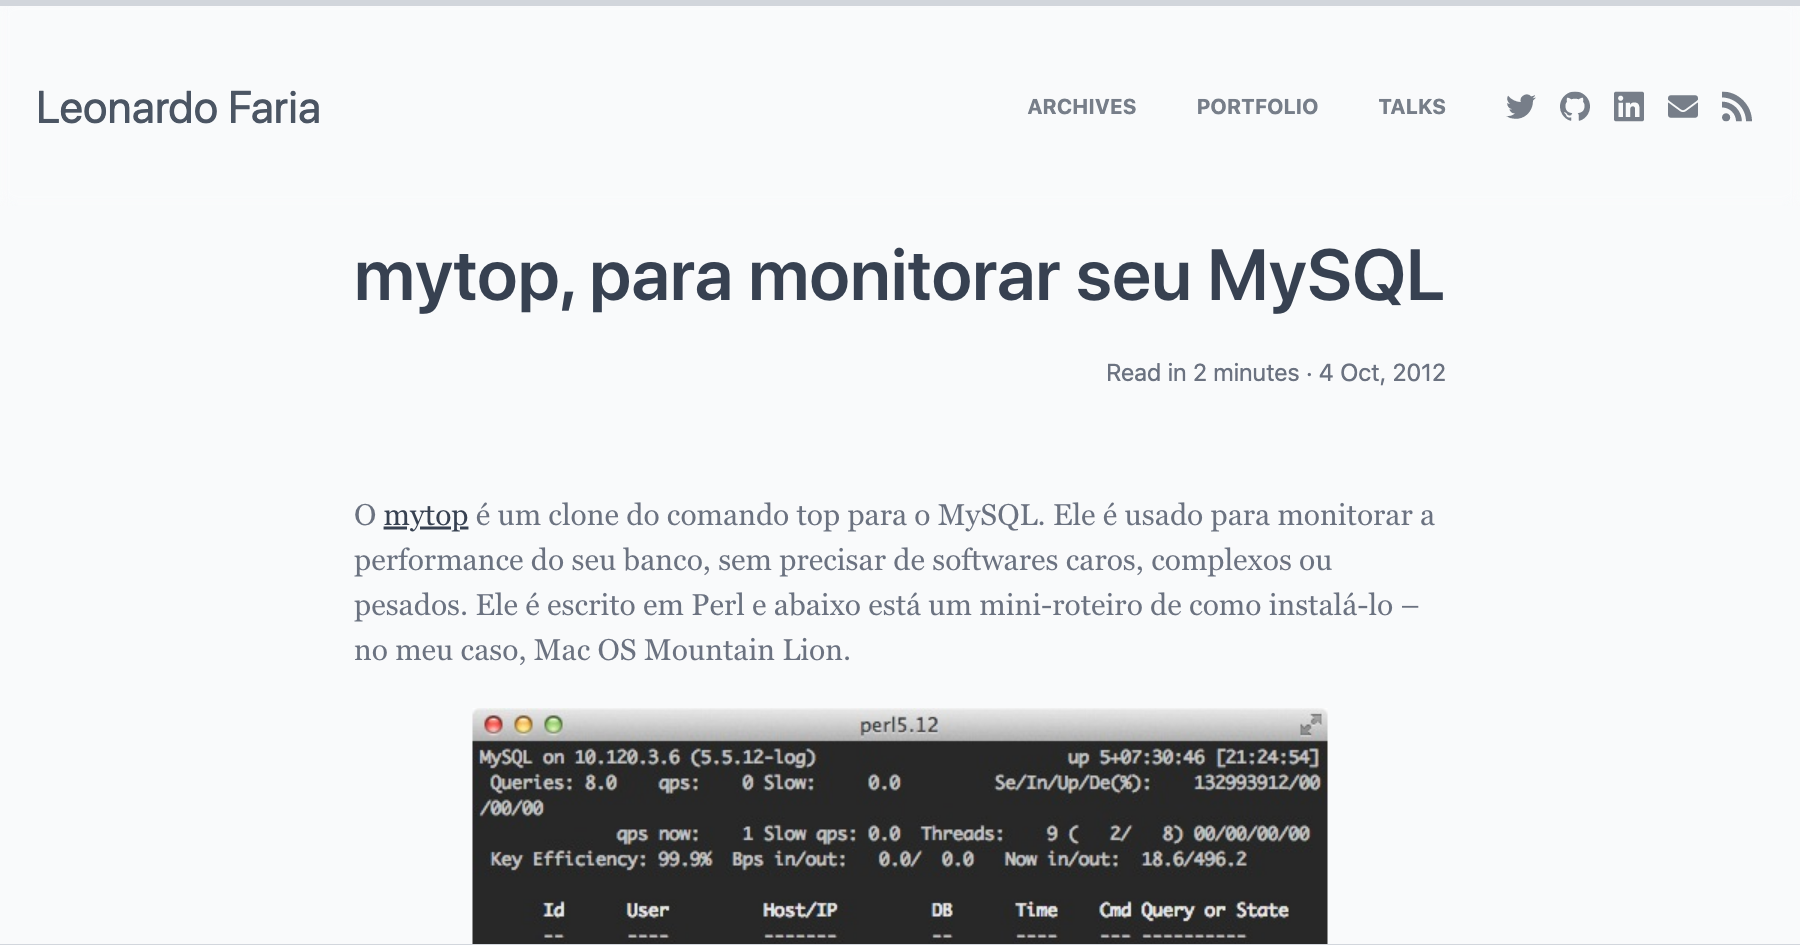 Leonardo Faria
ARCHIVES PORTFOLIO TALKS
mytop, para monitorar seu MySQL
Read in 2 minutes · 4 Oct, 2012
O mytop é um clone do comando top para o MySQL. Ele é usado para monitorar a
performance do seu banco, sem precisar de softwares caros, complexos ou
pesados. Ele é escrito em Perl e abaixo está um mini-roteiro de como instalá-lo –
no meu caso, Mac OS Mountain Lion.
perl5.12
MySQL on 10.120.3.6 (5.5.12-log) up 5+07:30:46 [21:24:54]
Queries: 8.0 qps: 0 Slow: 0.0 Se/In/Up/De(%): 132993912/00
/00/00
qps now: 1 Slow qps: 0.0 Threads: 9 ( 2/ 8) 00/00/00/00
Key Efficiency: 99.9% Bps in/out: 0.0/ 0.0 Now in/out: 18.6/496.2
Id User Host/IP DB Time Cmd Query or State
-- ---- ------- -- ---- --- ----------